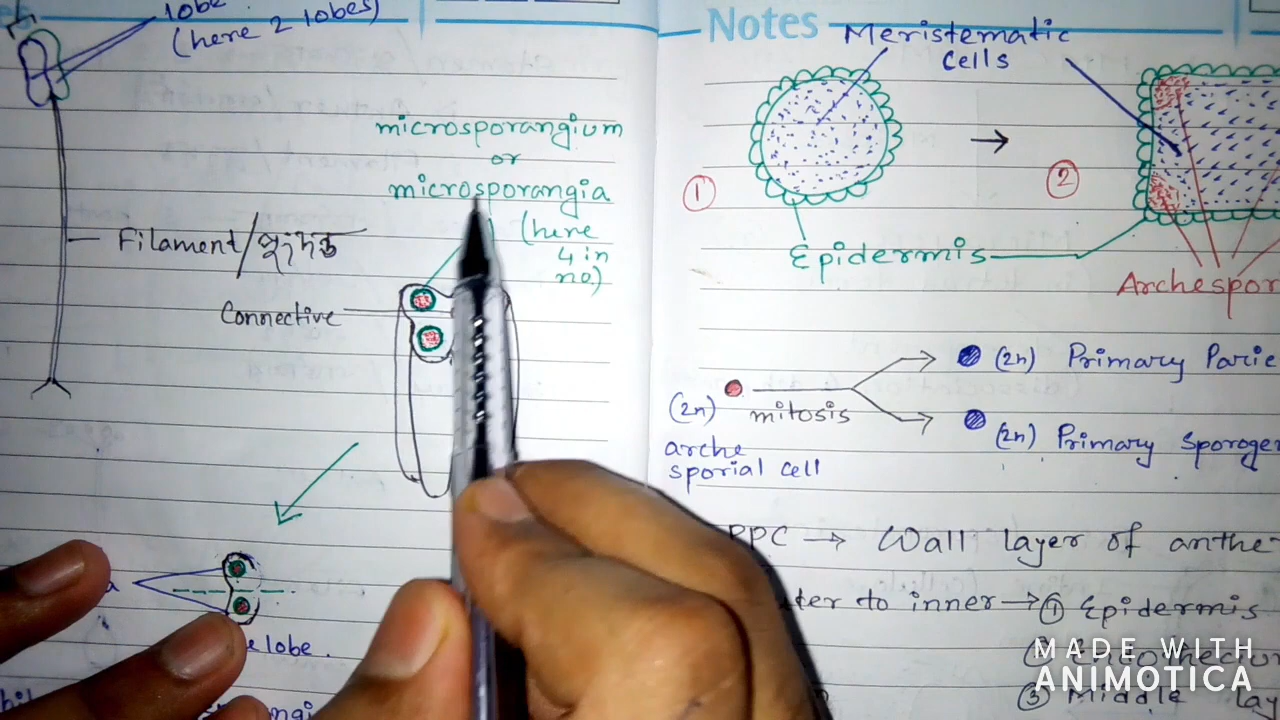 lobe
(here 2 lobes)
microsporangium
or
microsporangia
(here
4 in
no)
Filament/পুংদণ্ড
Connective
lobe.
Notes
Meristematic
cells
①
②
Epidermis
Archespor
(2n)
mitosis
arche
sporial cell
(2n) Primary Parie
(2n) Primary Sporoge
PPC → Wall layer of anthe-
to inner → ① Epidermis
③ Middle lay
MADE WITH
ANIMOTICA